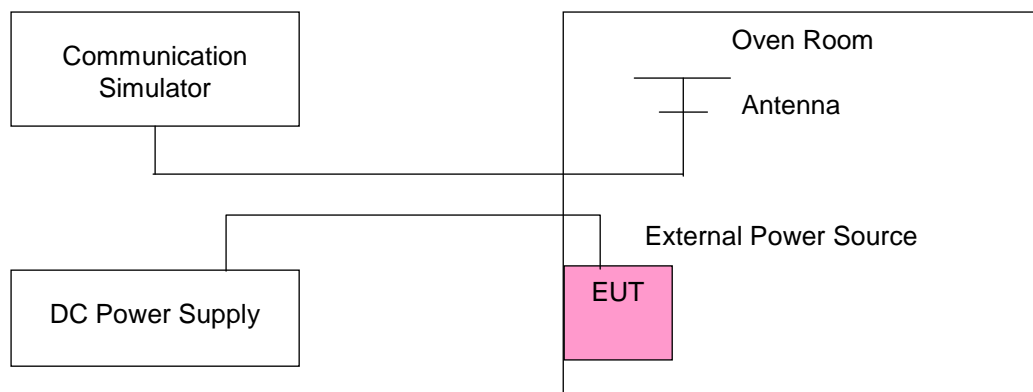 Communication
Simulator
Oven Room
Antenna
External Power Source
EUT
DC Power Supply